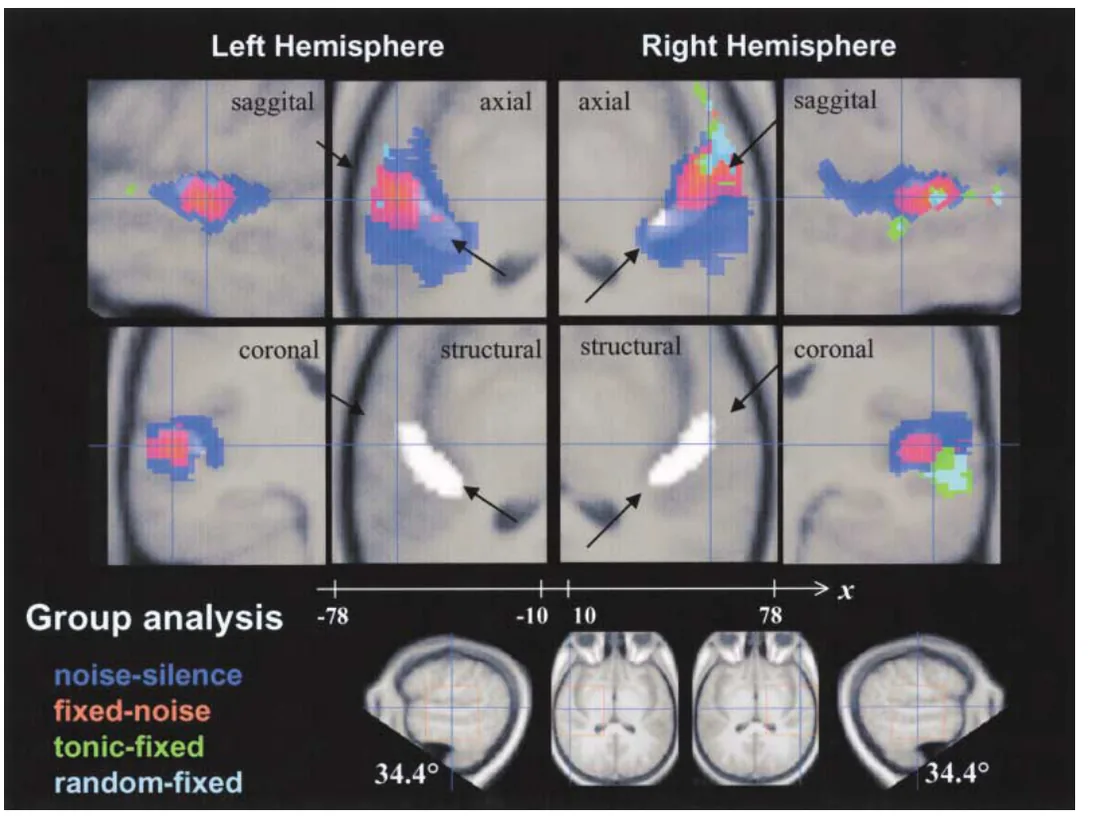 Left Hemisphere
Right Hemisphere
saggital
axial
axial
saggital
coronal
structural
structural
coronal
x
-78
-10
10
78
Group analysis
noise-silence
fixed-noise
tonic-fixed
random-fixed
34.4°
34.4°